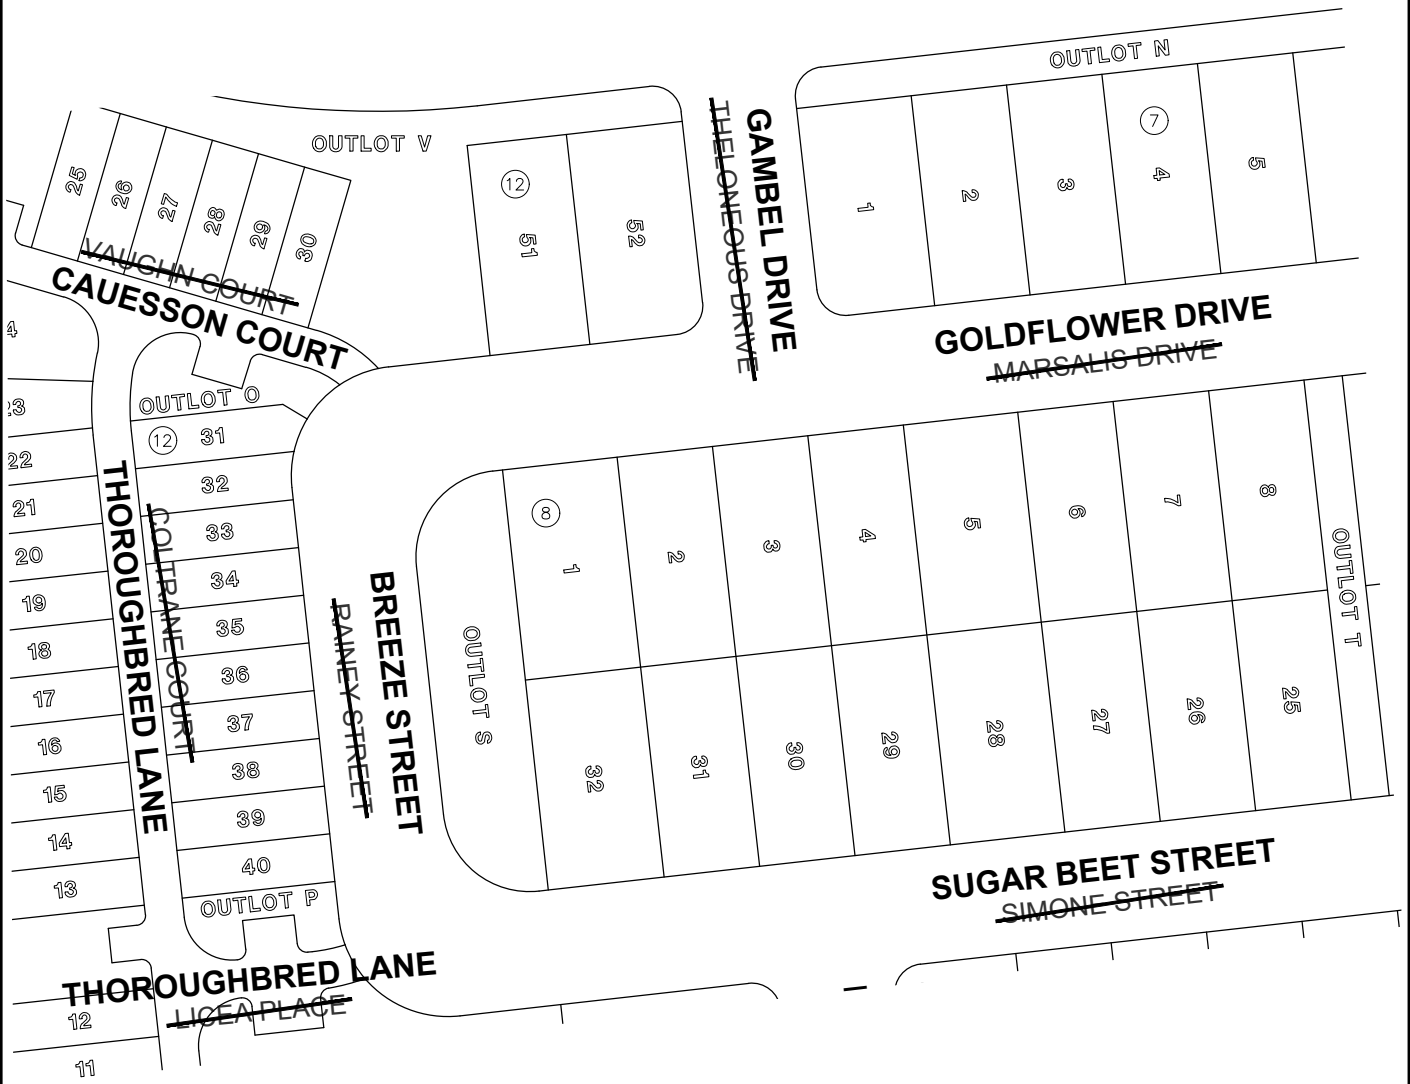 OUTLOT N
OUTLOT V
25
26
27
28
29
30
12
51
52
GAMBEL DRIVE
THELONEOUS DRIVE
1
2
3
7
4
5
VAUGHN COURT
CAUESSON COURT
GOLDFLOWER DRIVE
MARSALIS DRIVE
4
23
22
21
20
19
18
17
16
15
14
13
12
11
OUTLOT O
12
31
32
33
34
35
36
37
38
39
40
OUTLOT P
THOROUGHBRED LANE
COLTRANE COURT
BREEZE STREET
RAINEY STREET
OUTLOT S
8
1
2
3
4
5
6
7
8
32
31
30
29
28
27
26
25
OUTLOT T
SUGAR BEET STREET
SIMONE STREET
THOROUGHBRED LANE
LICEA PLACE